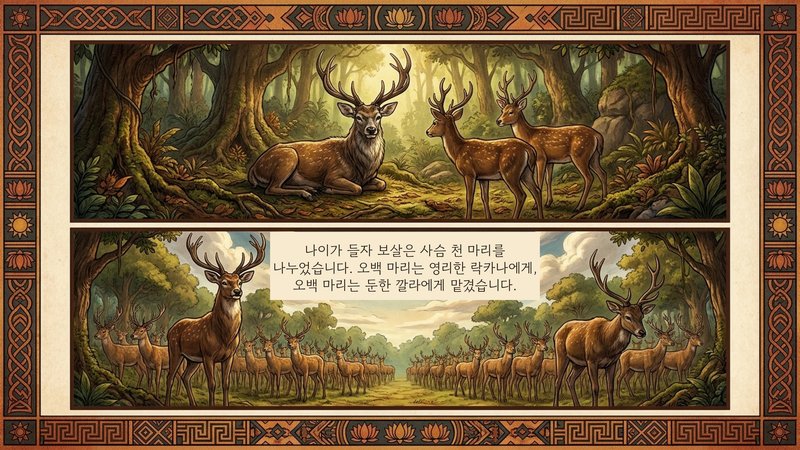 나이가 들자 보살은 사슴 천 마리를
나누었습니다. 오백 마리는 영리한 락카나에게,
오백 마리는 둔한 깔라에게 맡겼습니다.